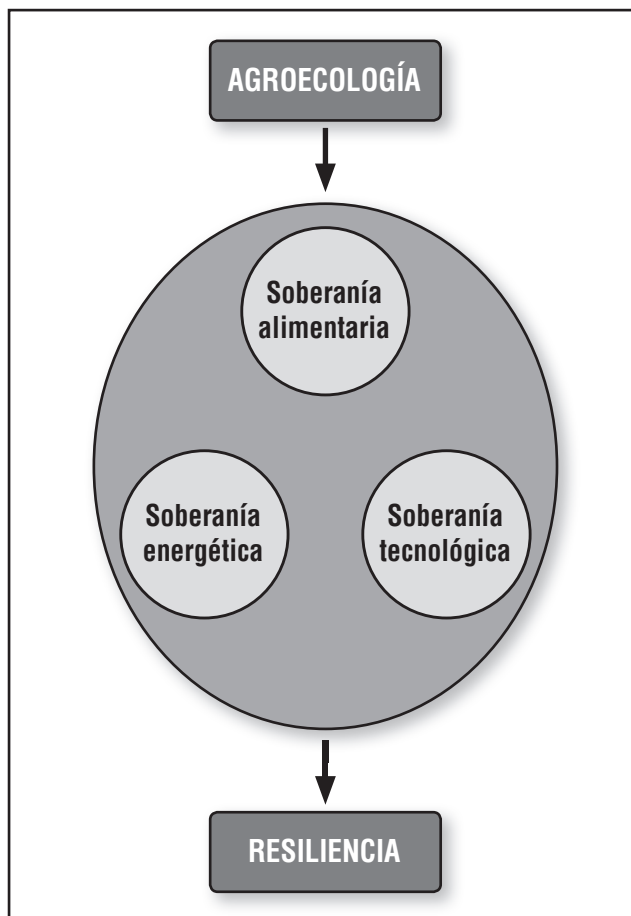 AGROECOLOGÍA
Soberanía
alimentaria
Soberanía
energética
Soberanía
tecnológica
RESILIENCIA